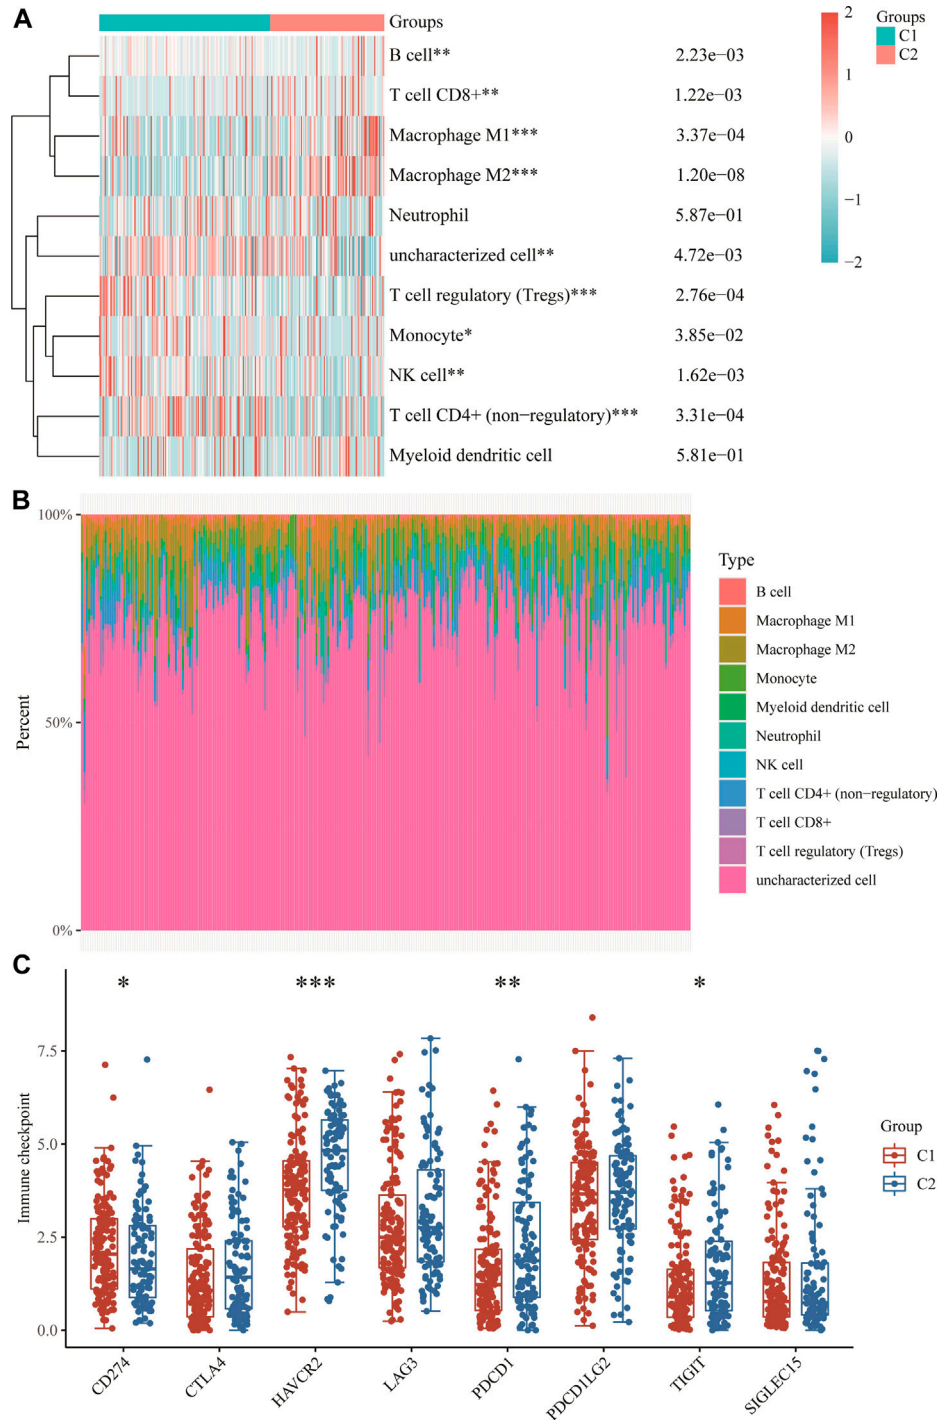 A
Groups
B cell** 2.23e−03
T cell CD8+** 1.22e−03
Macrophage M1*** 3.37e−04
Macrophage M2*** 1.20e−08
Neutrophil 5.87e−01
uncharacterized cell** 4.72e−03
T cell regulatory (Tregs)*** 2.76e−04
Monocyte* 3.85e−02
NK cell** 1.62e−03
T cell CD4+ (non−regulatory)*** 3.31e−04
Myeloid dendritic cell 5.81e−01
2
1
0
−1
−2
Groups
C1
C2
B
100%
50%
0%
Percent
Type
B cell
Macrophage M1
Macrophage M2
Monocyte
Myeloid dendritic cell
Neutrophil
NK cell
T cell CD4+ (non−regulatory)
T cell CD8+
T cell regulatory (Tregs)
uncharacterized cell
C
* *** ** *
7.5
5.0
2.5
0.0
Immune checkpoint
CD274
CTLA4
HAVCR2
LAG3
PDCD1
PDCD1LG2
TIGIT
SIGLEC15
Group
C1
C2